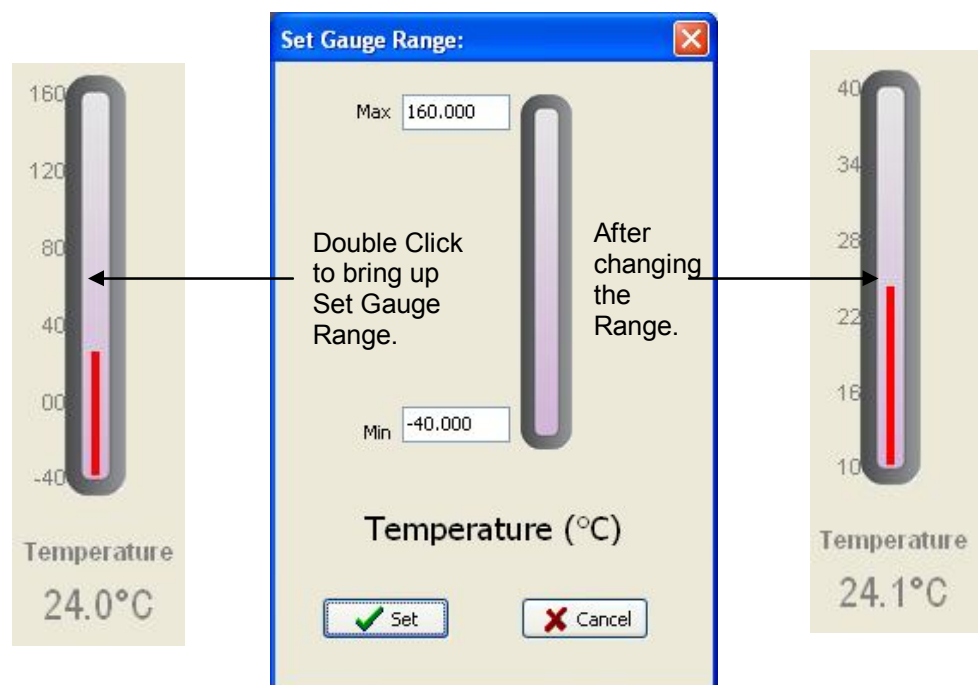 160
120
80
40
00
-40
Temperature
24.0°C
Set Gauge Range:
Max 160.000
Double Click
to bring up
Set Gauge
Range.
After
changing
the
Range.
Min -40.000
Temperature (°C)
Set
Cancel
40
34
28
22
16
10
Temperature
24.1°C